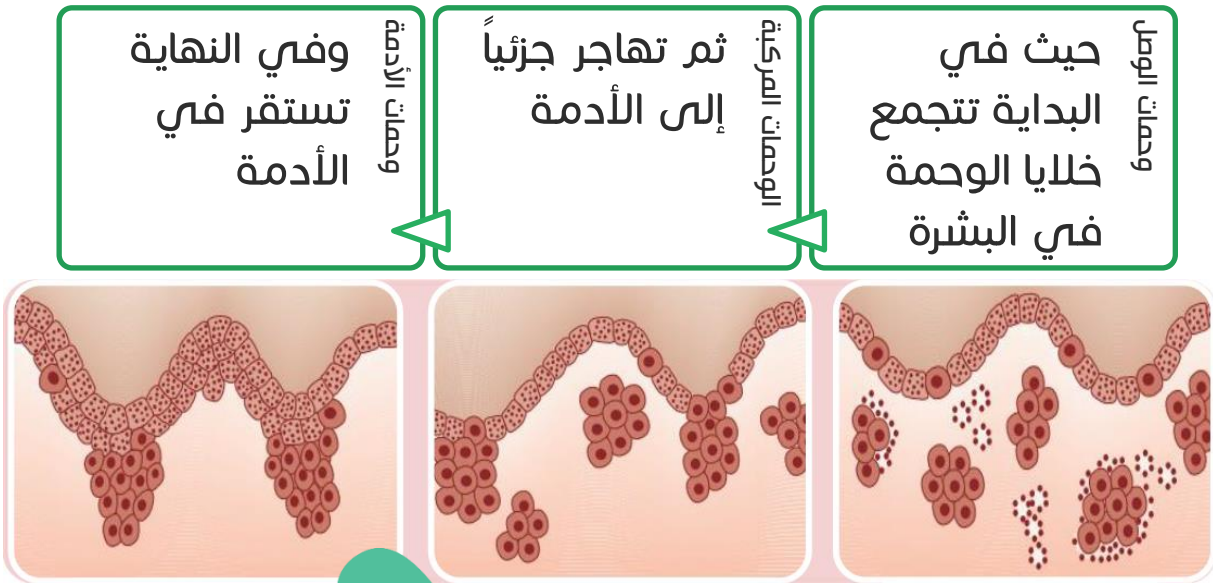 وحمات الوصل
حيث في
البداية تتجمع
خلايا الوحمة
في البشرة
الوحمات المركبة
ثم تهاجر جزئياً
إلى الأدمة
وحمات الأدمة
وفي النهاية
تستقر في
الأدمة